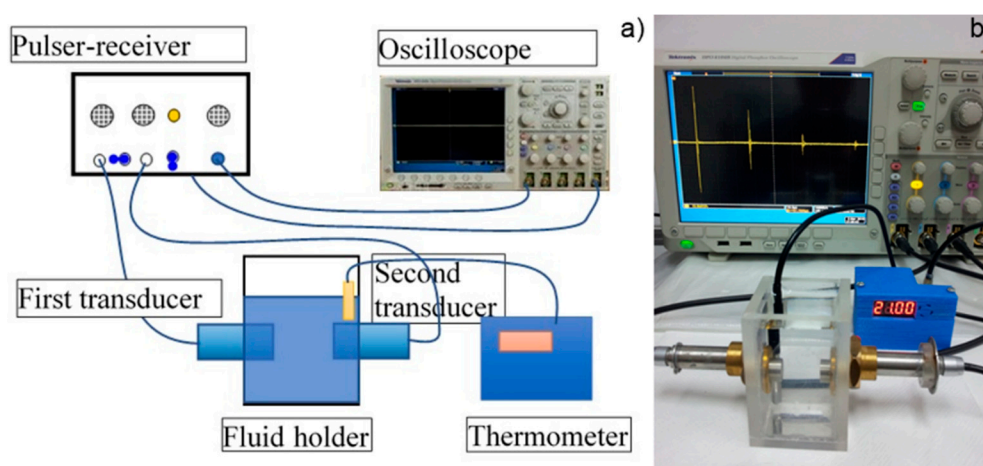 Pulser-receiver
Oscilloscope
a)
b
Tektronix
21.00
First transducer
Second
transducer
Fluid holder
Thermometer